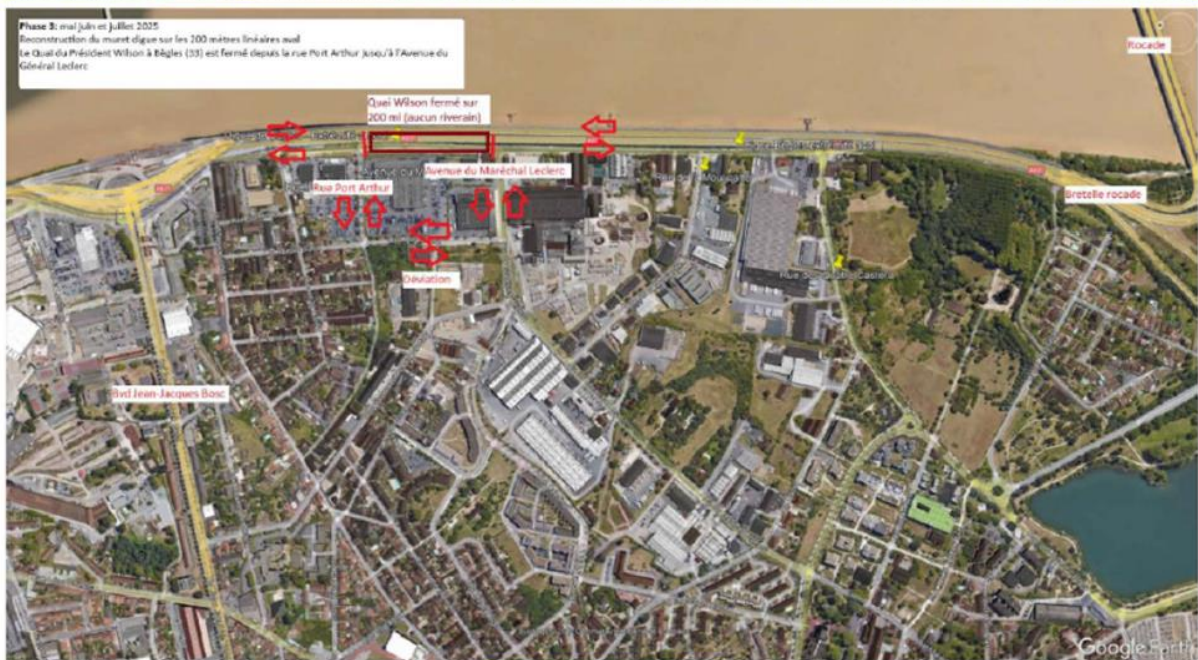 Phase 3: mai juin et juillet 2025
Reconstruction du muret digue sur les 200 mètres linéaires aval
Le Quai du Président Wilson à Bègles (33) est fermé depuis la rue Port Arthur jusqu'à l'Avenue du
Général Leclerc
Rocade
Quai Wilson fermé sur
200 ml (aucun riverain)
Avenue du Maréchal Leclerc
Rue Port Arthur
Bretelle rocade
Déviation
Bvd Jean-Jacques Bosc
Google Earth